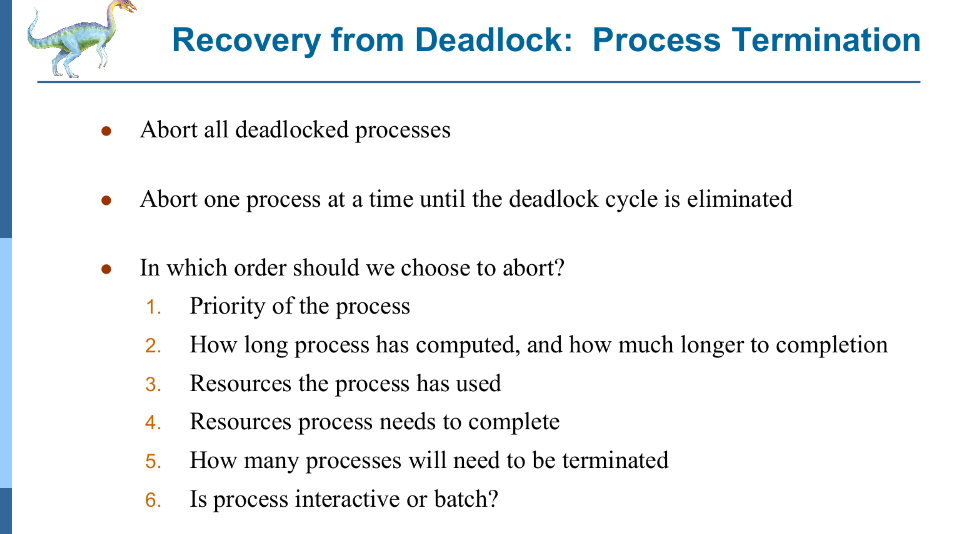 Recovery from Deadlock:  Process Termination
● Abort all deadlocked processes
● Abort one process at a time until the deadlock cycle is eliminated
● In which order should we choose to abort?
1. Priority of the process
2. How long process has computed, and how much longer to completion
3. Resources the process has used
4. Resources process needs to complete
5. How many processes will need to be terminated
6. Is process interactive or batch?